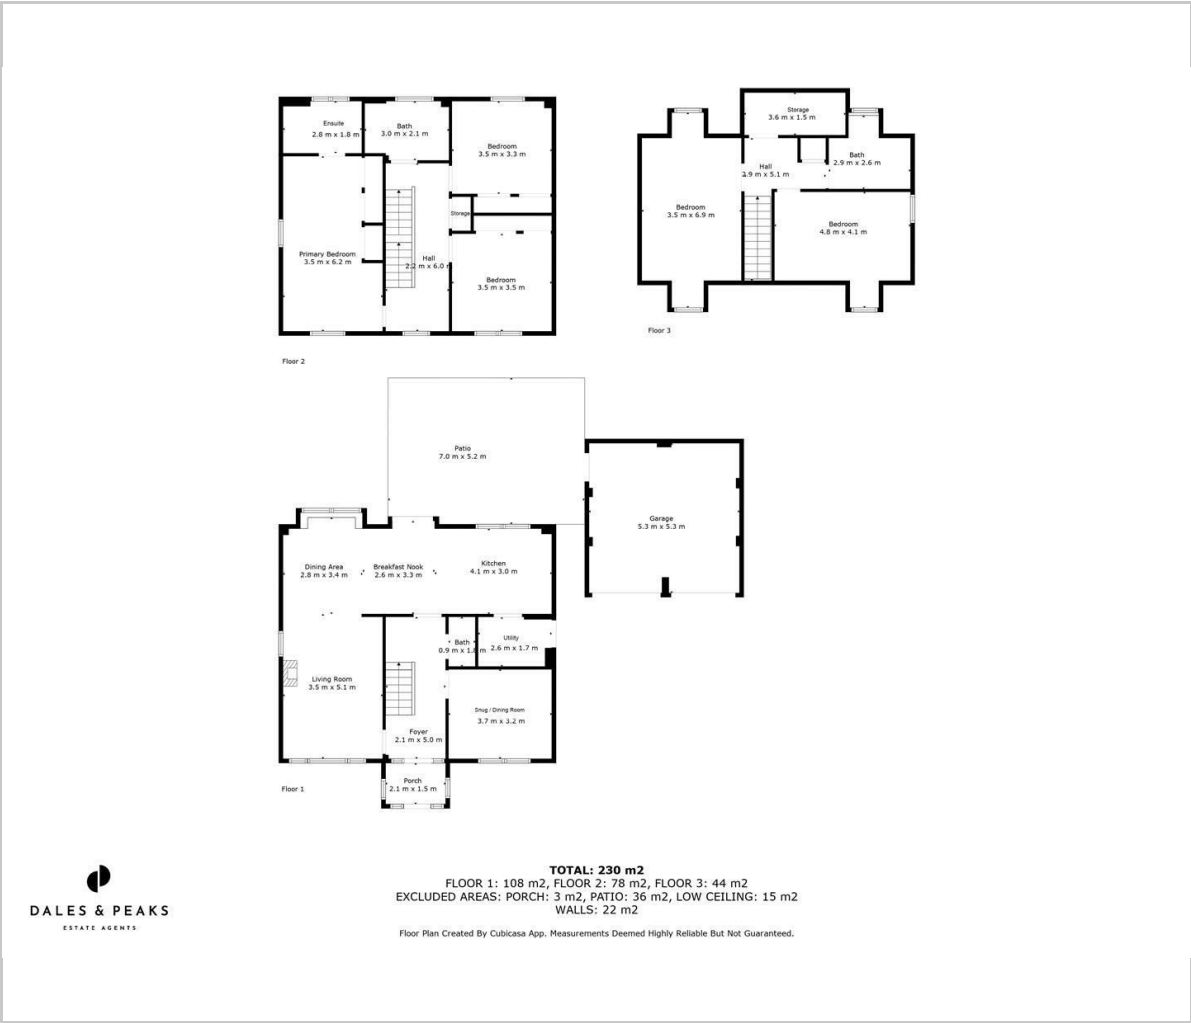 Ensuite
2.8 m x 1.8 m
Bath
3.0 m x 2.1 m
Bedroom
3.5 m x 3.3 m
Storage
Primary Bedroom
3.5 m x 6.2 m
Hall
2.2 m x 6.0
Bedroom
3.5 m x 3.5 m
Floor 2
Storage
3.6 m x 1.5 m
Hall
2.9 m x 5.1 m
Bath
2.9 m x 2.6 m
Bedroom
3.5 m x 6.9 m
Bedroom
4.8 m x 4.1 m
Floor 3
Patio
7.0 m x 5.2 m
Garage
5.3 m x 5.3 m
Dining Area
2.8 m x 3.4 m
Breakfast Nook
2.6 m x 3.3 m
Kitchen
4.1 m x 3.0 m
Bath
0.9 m x
Utility
2.6 m x 1.7 m
Living Room
3.5 m x 5.1 m
Snug / Dining Room
3.7 m x 3.2 m
Foyer
2.1 m x 5.0 m
Porch
2.1 m x 1.5 m
Floor 1
DALES & PEAKS
ESTATE AGENTS
TOTAL: 230 m2
FLOOR 1: 108 m2, FLOOR 2: 78 m2, FLOOR 3: 44 m2
EXCLUDED AREAS: PORCH: 3 m2, PATIO: 36 m2, LOW CEILING: 15 m2
WALLS: 22 m2
Floor Plan Created By Cubicasa App. Measurements Deemed Highly Reliable But Not Guaranteed.